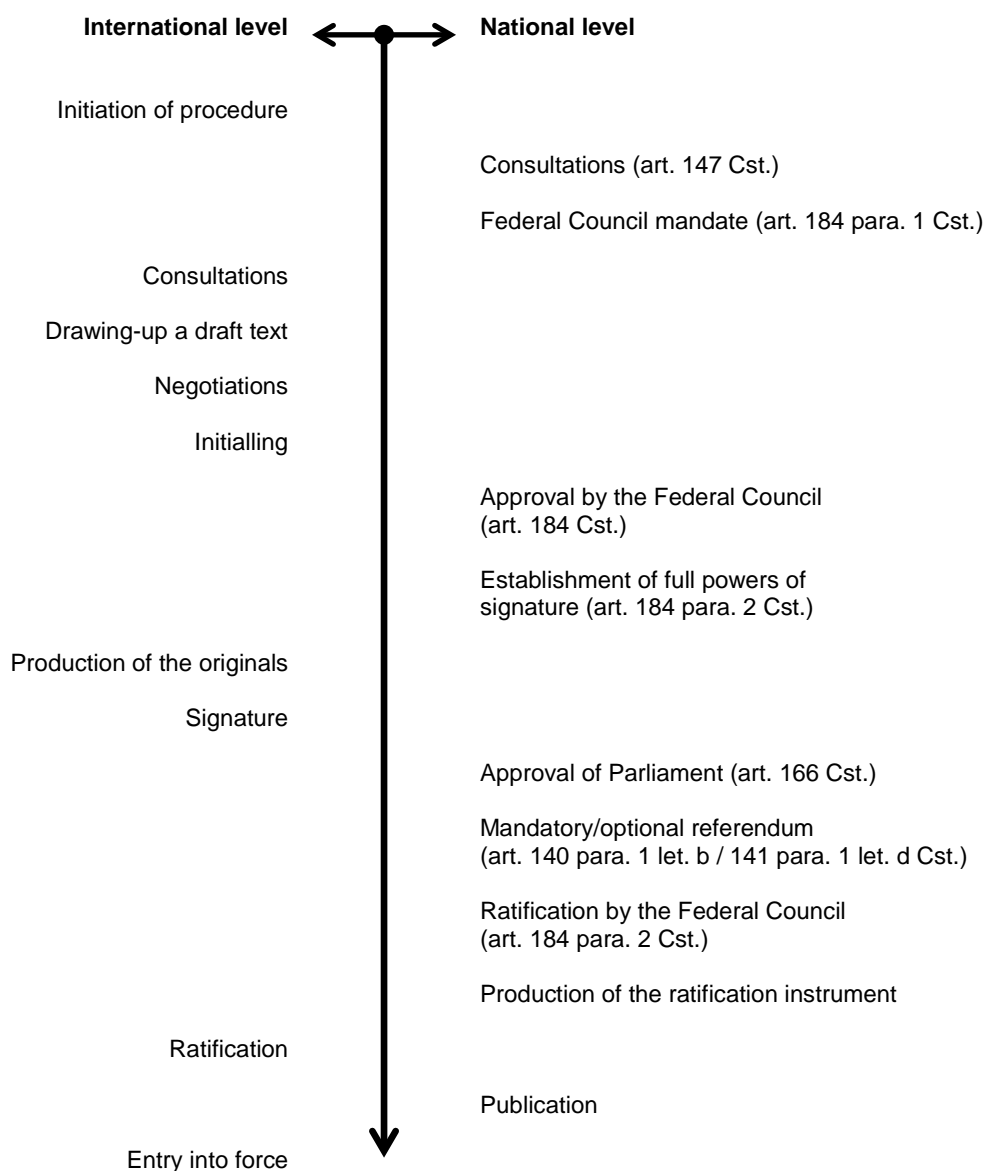 International level
National level
Initiation of procedure
Consultations (art. 147 Cst.)
Federal Council mandate (art. 184 para. 1 Cst.)
Consultations
Drawing-up a draft text
Negotiations
Initialling
Approval by the Federal Council
(art. 184 Cst.)
Establishment of full powers of
signature (art. 184 para. 2 Cst.)
Production of the originals
Signature
Approval of Parliament (art. 166 Cst.)
Mandatory/optional referendum
(art. 140 para. 1 let. b / 141 para. 1 let. d Cst.)
Ratification by the Federal Council
(art. 184 para. 2 Cst.)
Production of the ratification instrument
Ratification
Publication
Entry into force